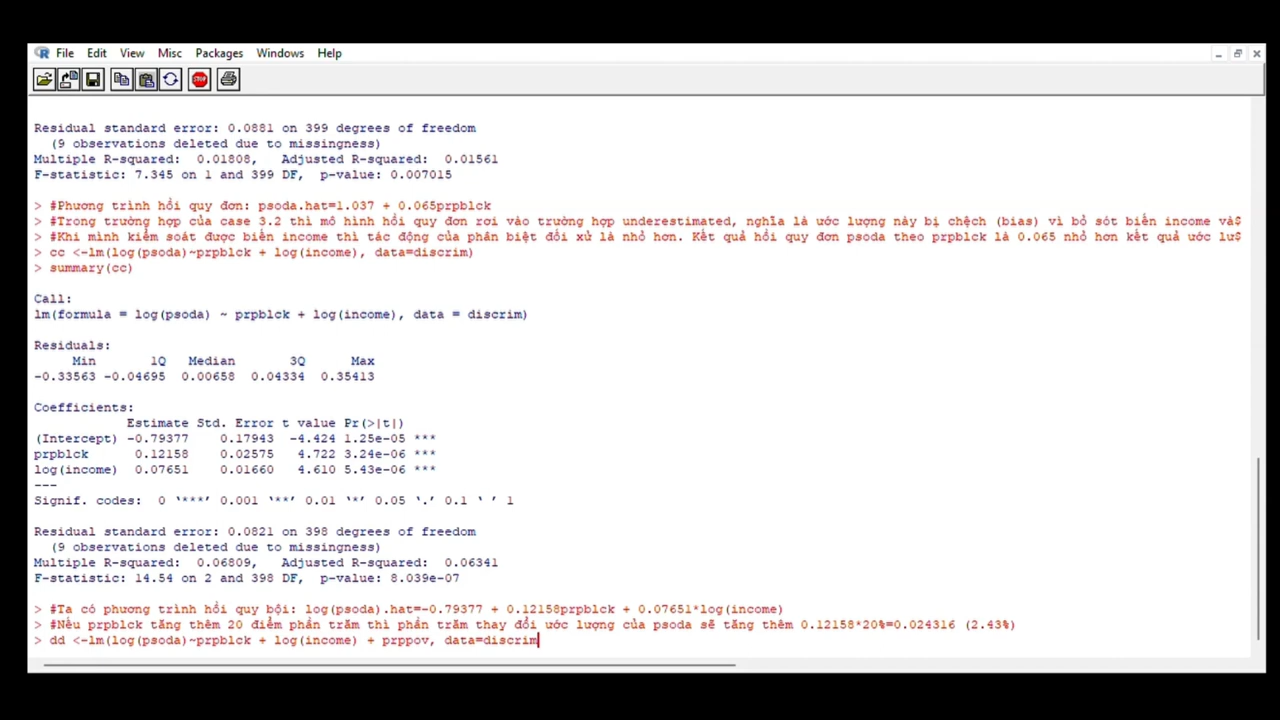 File Edit View Misc Packages Windows Help
STOP
Residual standard error: 0.0881 on 399 degrees of freedom
(9 observations deleted due to missingness)
Multiple R-squared: 0.01808, Adjusted R-squared: 0.01561
F-statistic: 7.345 on 1 and 399 DF, p-value: 0.007015
> #Phương trình hồi quy đơn: psoda.hat=1.037 + 0.065prpblck
> #Trong trường hợp của case 3.2 thì mô hình hồi quy đơn rơi vào trường hợp underestimated, nghĩa là ước lượng này bị chệch (bias) vì bỏ sót biến income và$
> #Khi mình kiểm soát được biến income thì tác động của phân biệt đối xử là nhỏ hơn. Kết quả hồi quy đơn psoda theo prpblck là 0.065 nhỏ hơn kết quả ước lư$
> cc <-lm(log(psoda)~prpblck + log(income), data=discrim)
> summary(cc)
Call:
lm(formula = log(psoda) ~ prpblck + log(income), data = discrim)
Residuals:
Min 1Q Median 3Q Max
-0.33563 -0.04695 0.00658 0.04334 0.35413
Coefficients:
Estimate Std. Error t value Pr(>|t|)
(Intercept) -0.79377 0.17943 -4.424 1.25e-05 ***
prpblck 0.12158 0.02575 4.722 3.24e-06 ***
log(income) 0.07651 0.01660 4.610 5.43e-06 ***
---
Signif. codes: 0 ‘***’ 0.001 ‘**’ 0.01 ‘*’ 0.05 ‘.’ 0.1 ‘ ’ 1
Residual standard error: 0.0821 on 398 degrees of freedom
(9 observations deleted due to missingness)
Multiple R-squared: 0.06809, Adjusted R-squared: 0.06341
F-statistic: 14.54 on 2 and 398 DF, p-value: 8.039e-07
> #Ta có phương trình hồi quy bội: log(psoda).hat=-0.79377 + 0.12158prpblck + 0.07651*log(income)
> #Nếu prpblck tăng thêm 20 điểm phần trăm thì phần trăm thay đổi ước lượng của psoda sẽ tăng thêm 0.12158*20%=0.024316 (2.43%)
> dd <-lm(log(psoda)~prpblck + log(income) + prppov, data=discrim